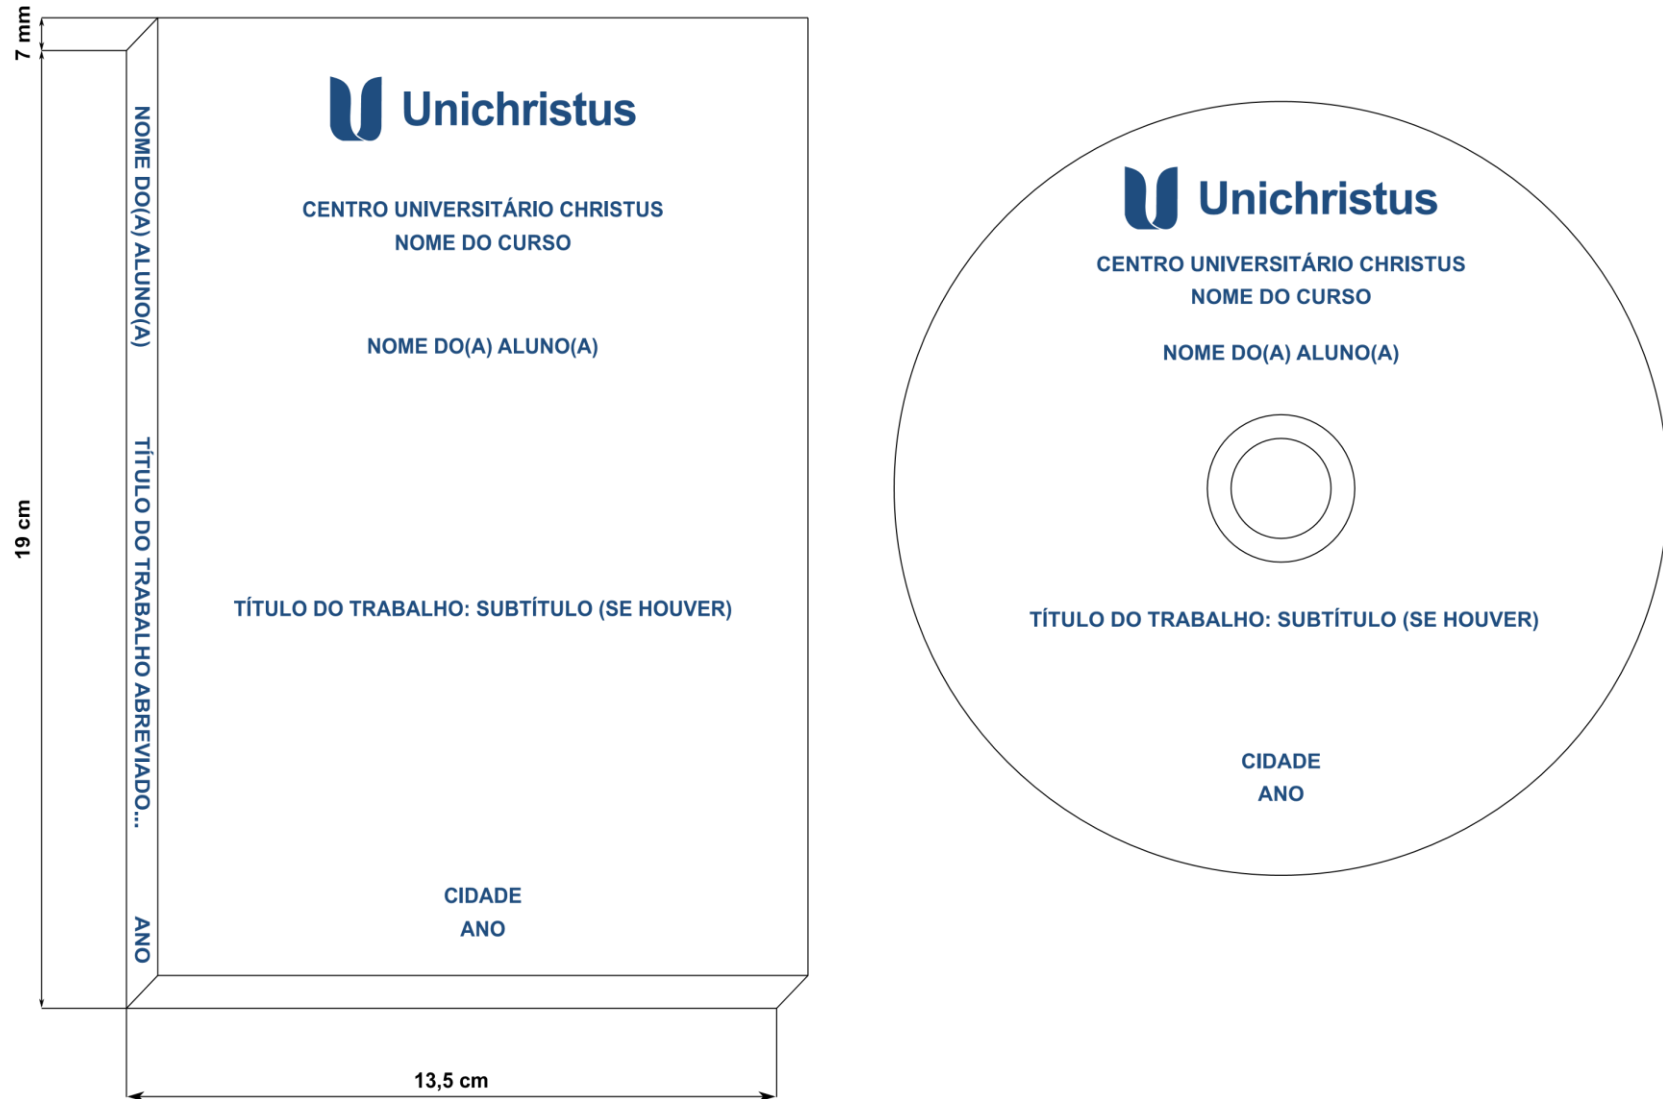 7 mm
19 cm
NOME DO(A) ALUNO(A)
TÍTULO DO TRABALHO ABREVIADO...
ANO
Unichristus
CENTRO UNIVERSITÁRIO CHRISTUS
NOME DO CURSO
NOME DO(A) ALUNO(A)
TÍTULO DO TRABALHO: SUBTÍTULO (SE HOUVER)
CIDADE
ANO
13,5 cm
Unichristus
CENTRO UNIVERSITÁRIO CHRISTUS
NOME DO CURSO
NOME DO(A) ALUNO(A)
TÍTULO DO TRABALHO: SUBTÍTULO (SE HOUVER)
CIDADE
ANO